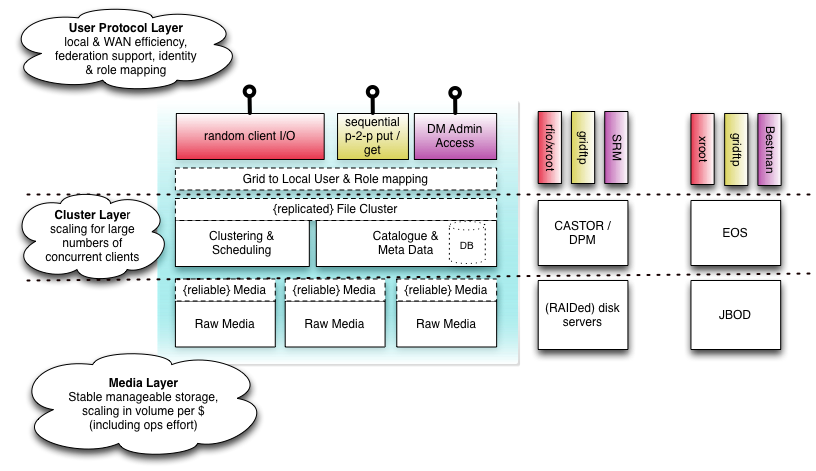 User Protocol Layer
local & WAN efficiency,
federation support, identity
& role mapping
random client I/O
sequential
p-2-p put /
get
DM Admin
Access
rfio/xroot
gridftp
SRM
xroot
gridftp
Bestman
Grid to Local User & Role mapping
Cluster Layer
scaling for large
numbers of
concurrent clients
{replicated} File Cluster
Clustering &
Scheduling
Catalogue &
Meta Data
DB
CASTOR /
DPM
EOS
{reliable} Media
{reliable} Media
{reliable} Media
Raw Media
Raw Media
Raw Media
(RAIDed) disk
servers
JBOD
Media Layer
Stable manageable storage,
scaling in volume per $
(including ops effort)